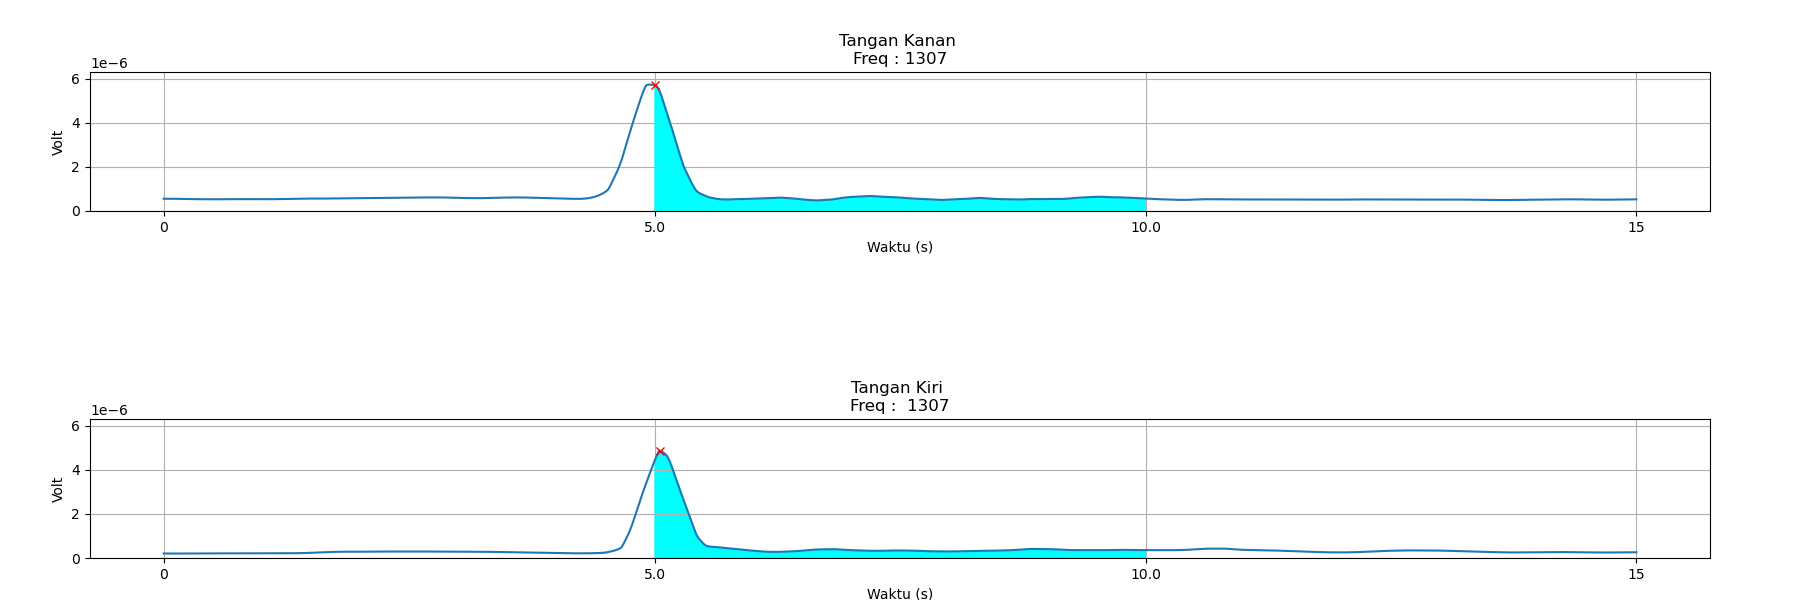 Tangan Kanan
Freq : 1307
1e−6
6
4
2
0
Volt
0 5.0 10.0 15
Waktu (s)
Tangan Kiri
Freq :  1307
1e−6
6
4
2
0
Volt
0 5.0 10.0 15
Waktu (s)